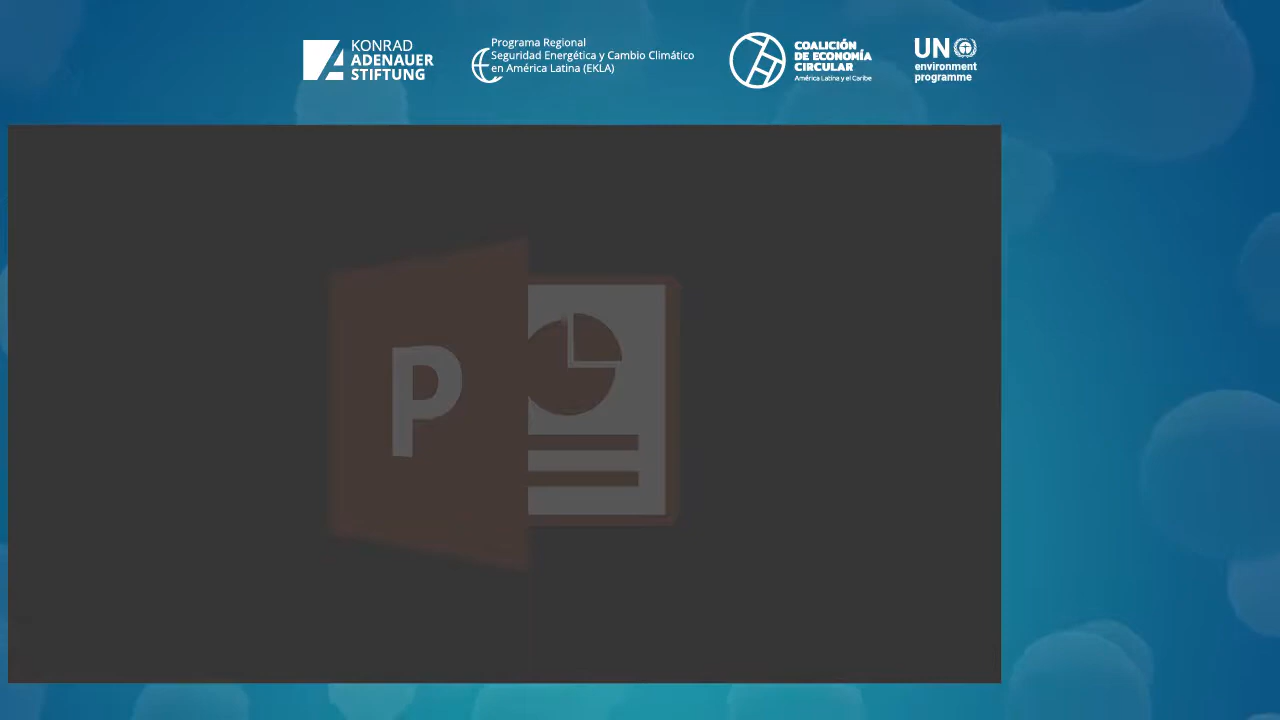 KONRAD
ADENAUER
STIFTUNG
Programa Regional
Seguridad Energética y Cambio Climático
en América Latina (EKLA)
COALICIÓN
DE ECONOMÍA
CIRCULAR
América Latina y el Caribe
UN
environment
programme
P